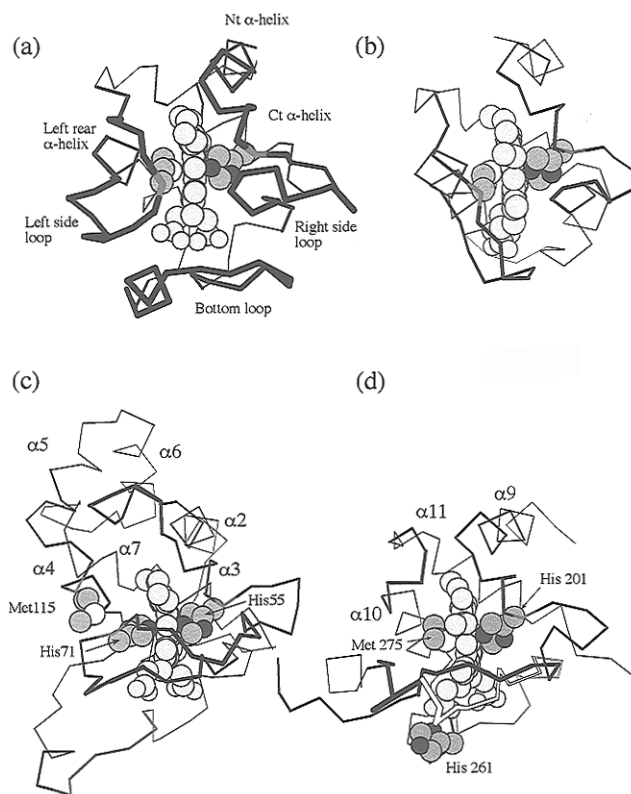 Nt α-helix
(a)
(b)
Ct α-helix
Left rear
α-helix
Left side
loop
Right side
loop
Bottom loop
(c)
(d)
α5
α6
α2
α11
α9
α4
α7
α3
His 201
Met115
His55
α10
His71
Met 275
His 261